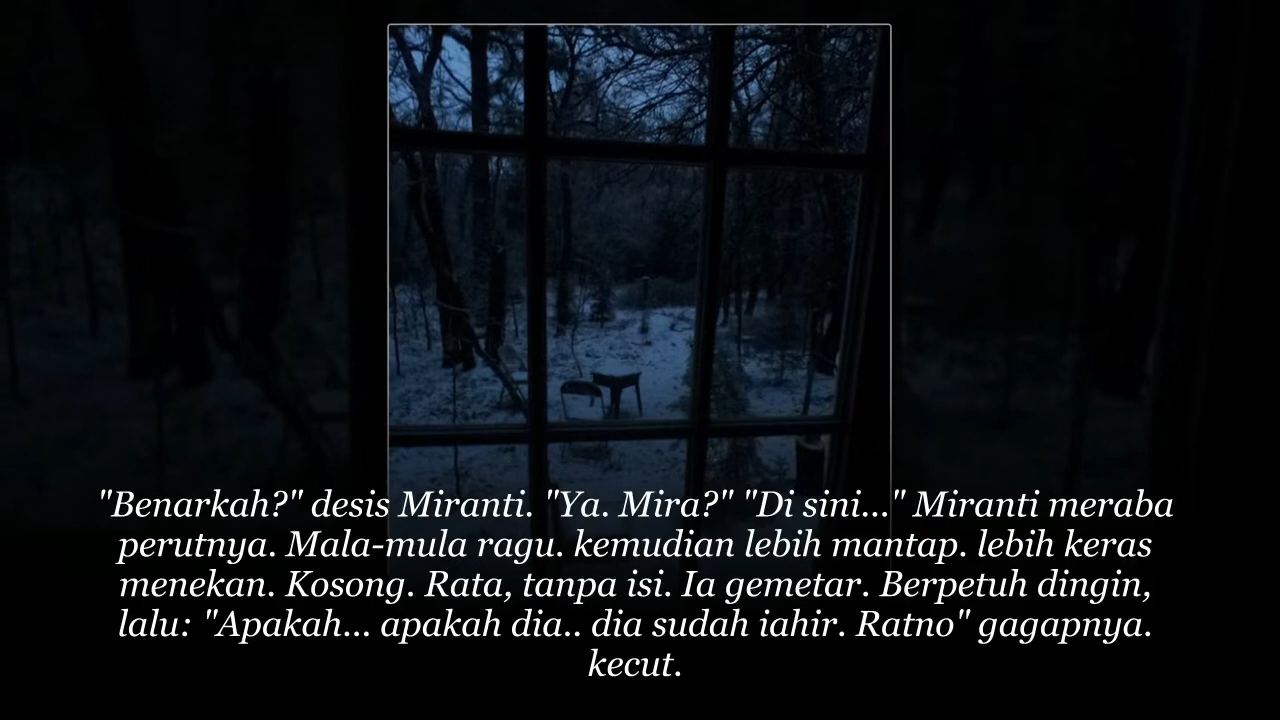 "Benarkah?" desis Miranti. "Ya. Mira?" "Di sini..." Miranti meraba
perutnya. Mala-mula ragu. kemudian lebih mantap. lebih keras
menekan. Kosong. Rata, tanpa isi. Ia gemetar. Berpetuh dingin,
lalu: "Apakah... apakah dia.. dia sudah iahir. Ratno" gagapnya.
kecut.